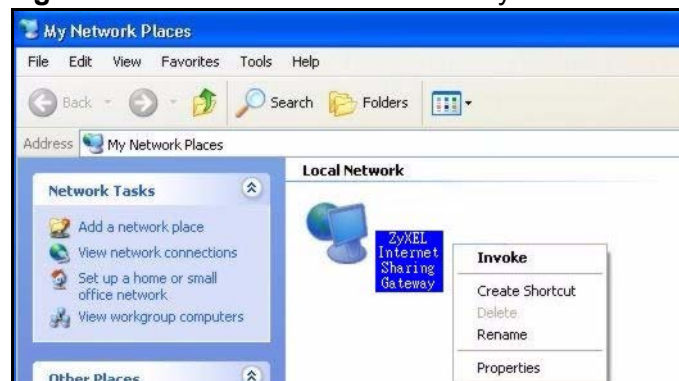 My Network Places
File Edit View Favorites Tools Help
Back Search Folders
Address My Network Places
Network Tasks
Add a network place
View network connections
Set up a home or small
office network
View workgroup computers
Other Places
Local Network
ZyXEL
Internet
Sharing
Gateway
Invoke
Create Shortcut
Delete
Rename
Properties